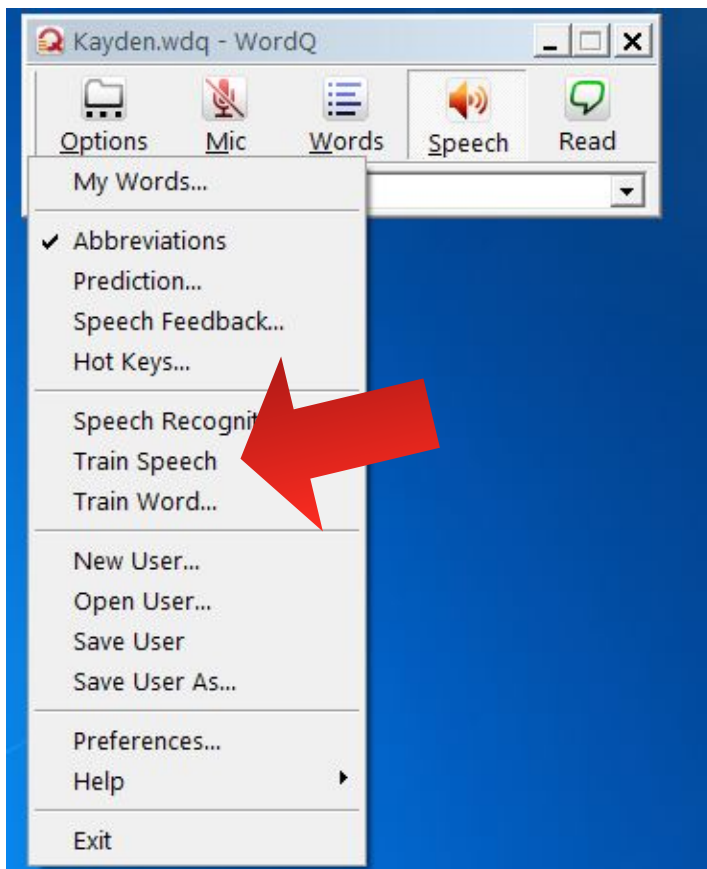 Kayden.wdq - WordQ
Options Mic Words Speech Read
My Words...
Abbreviations
Prediction...
Speech Feedback...
Hot Keys...
Speech
Train Speech
Train Word...
New User...
Open User...
Save User
Save User As...
Preferences...
Help
Exit